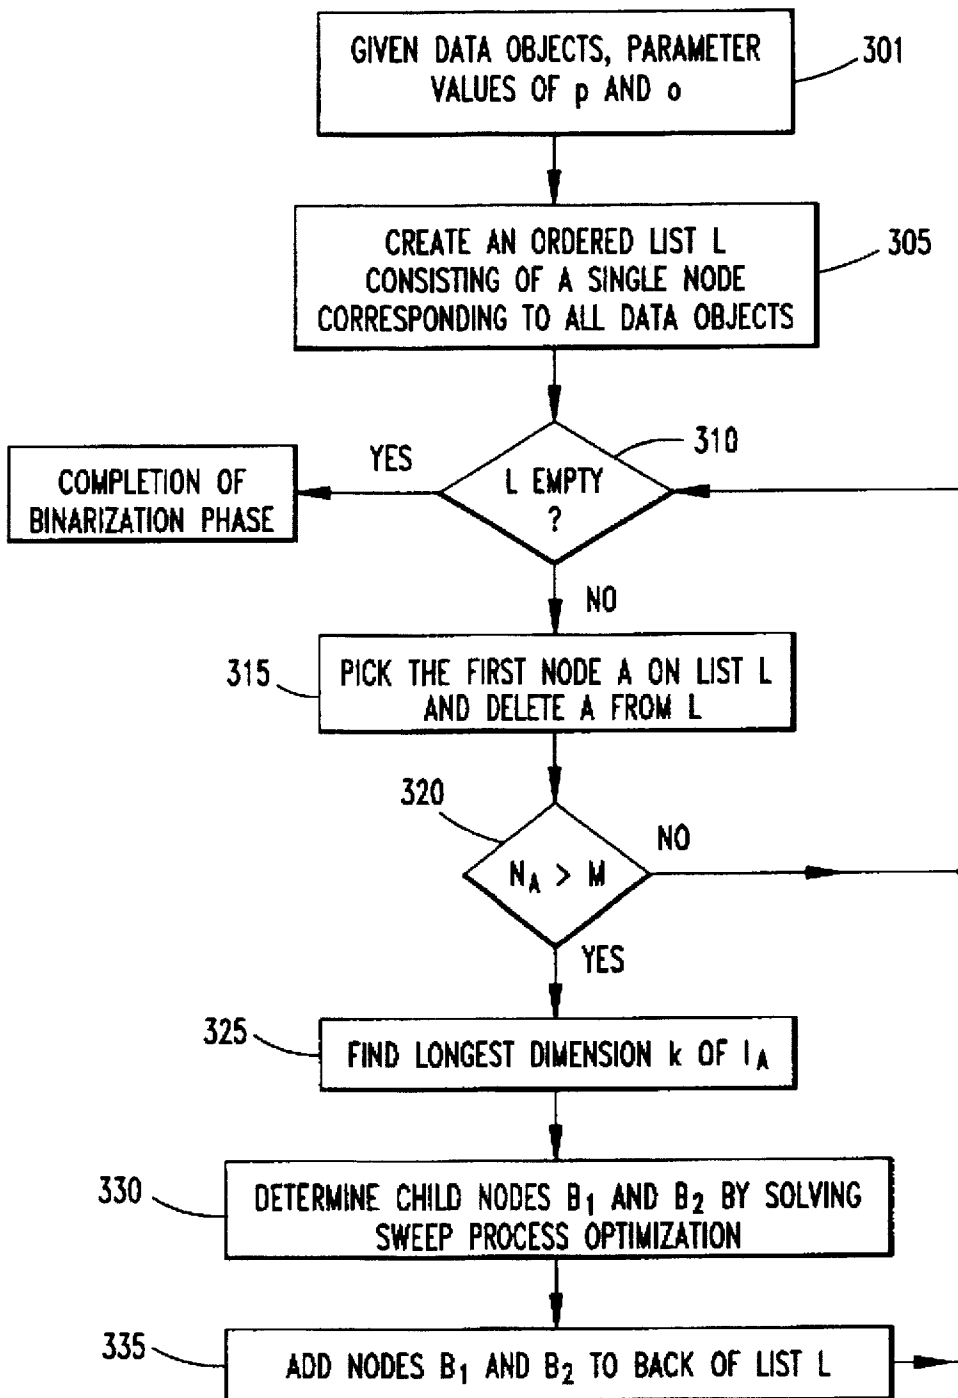 GIVEN DATA OBJECTS, PARAMETER
VALUES OF p AND o
301
CREATE AN ORDERED LIST L
CONSISTING OF A SINGLE NODE
CORRESPONDING TO ALL DATA OBJECTS
305
L EMPTY
?
310
YES
COMPLETION OF
BINARIZATION PHASE
NO
315
PICK THE FIRST NODE A ON LIST L
AND DELETE A FROM L
320
N_A > M
NO
YES
325
FIND LONGEST DIMENSION k OF I_A
330
DETERMINE CHILD NODES B₁ AND B₂ BY SOLVING
SWEEP PROCESS OPTIMIZATION
335
ADD NODES B₁ AND B₂ TO BACK OF LIST L